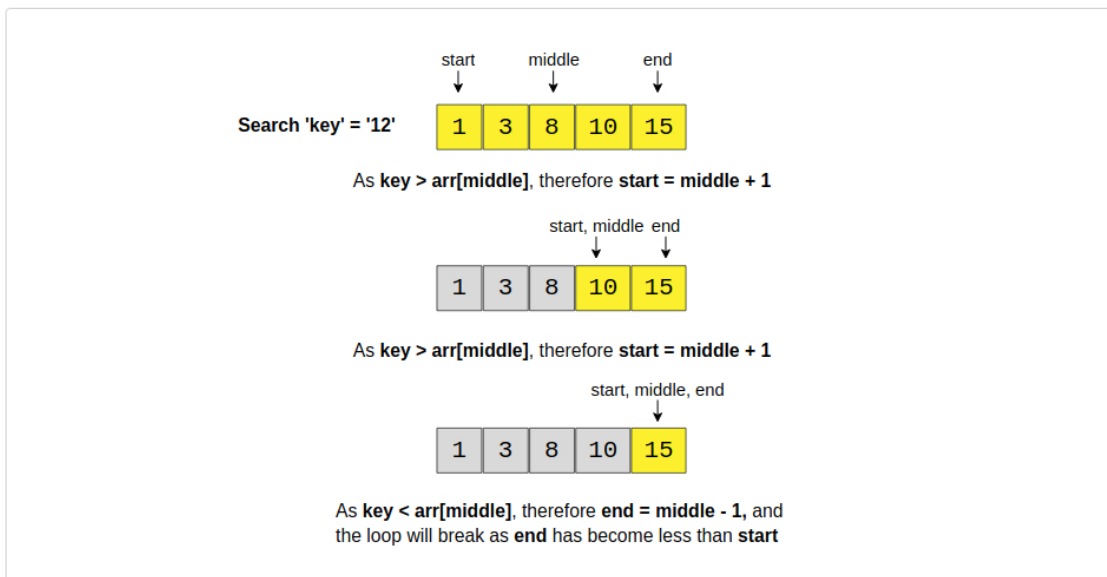 start middle end
Search 'key' = '12' 1 3 8 10 15
As key > arr[middle], therefore start = middle + 1
start, middle end
1 3 8 10 15
As key > arr[middle], therefore start = middle + 1
start, middle, end
1 3 8 10 15
As key < arr[middle], therefore end = middle - 1, and
the loop will break as end has become less than start